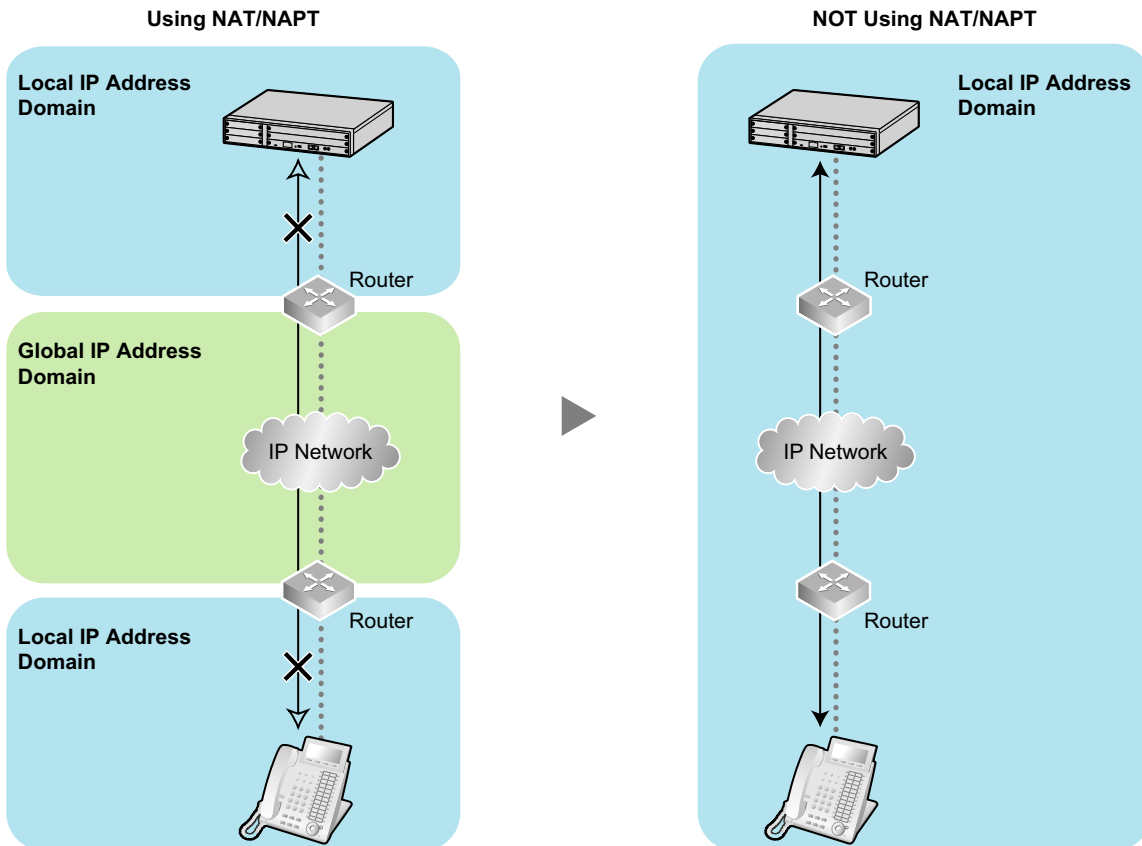 Using NAT/NAPT
Local IP Address
Domain
Router
Global IP Address
Domain
IP Network
Router
Local IP Address
Domain
NOT Using NAT/NAPT
Local IP Address
Domain
Router
IP Network
Router